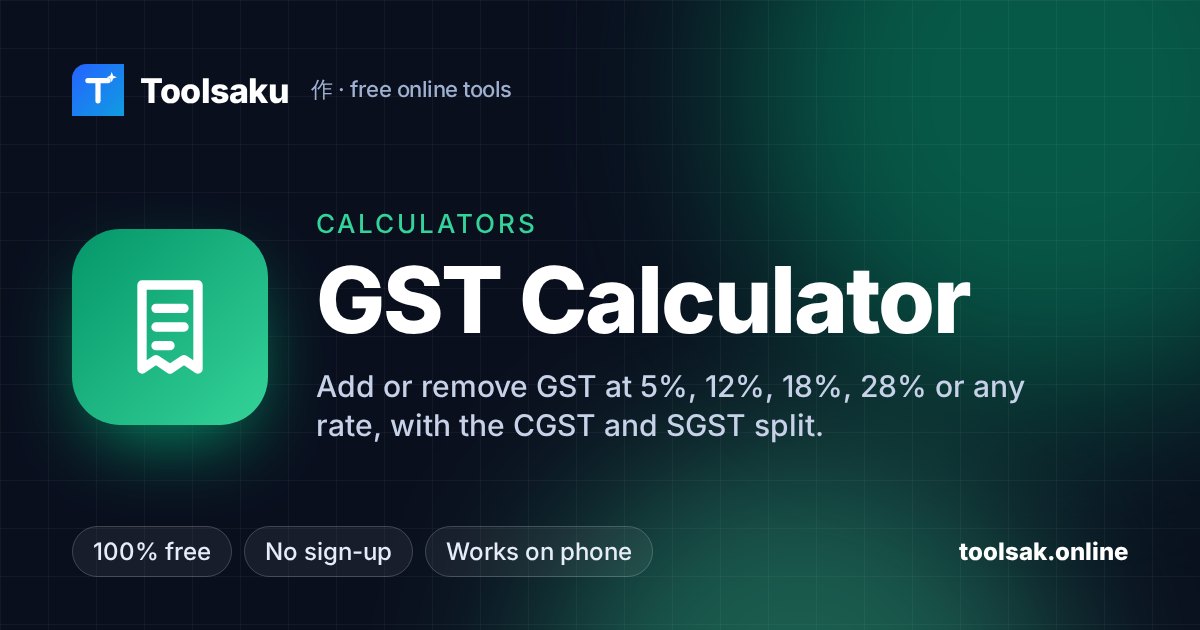 Toolsaku 作 · free online tools
CALCULATORS
GST Calculator
Add or remove GST at 5%, 12%, 18%, 28% or any
rate, with the CGST and SGST split.
100% free No sign-up Works on phone toolsak.online